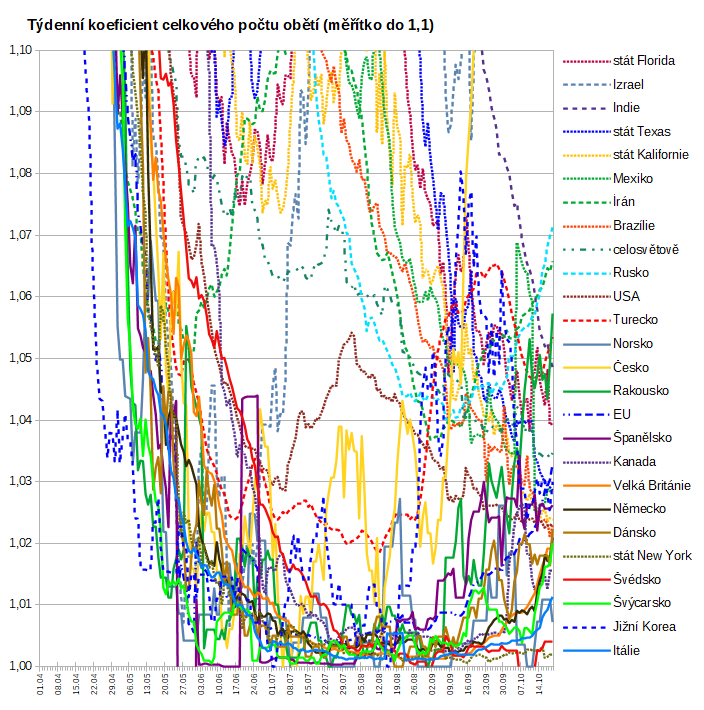 Týdenní koeficient celkového počtu obětí (měřítko do 1,1)
1,10
1,09
1,08
1,07
1,06
1,05
1,04
1,03
1,02
1,01
1,00
01.04
08.04
15.04
22.04
29.04
06.05
13.05
20.05
27.05
03.06
10.06
17.06
24.06
01.07
08.07
15.07
22.07
29.07
05.08
12.08
19.08
26.08
02.09
09.09
16.09
23.09
30.09
07.10
14.10
stát Florida
Izrael
Indie
stát Texas
stát Kalifornie
Mexiko
Írán
Brazílie
celosvětově
Rusko
USA
Turecko
Norsko
Česko
Rakousko
EU
Španělsko
Kanada
Velká Británie
Německo
Dánsko
stát New York
Švédsko
Švýcarsko
Jižní Korea
Itálie